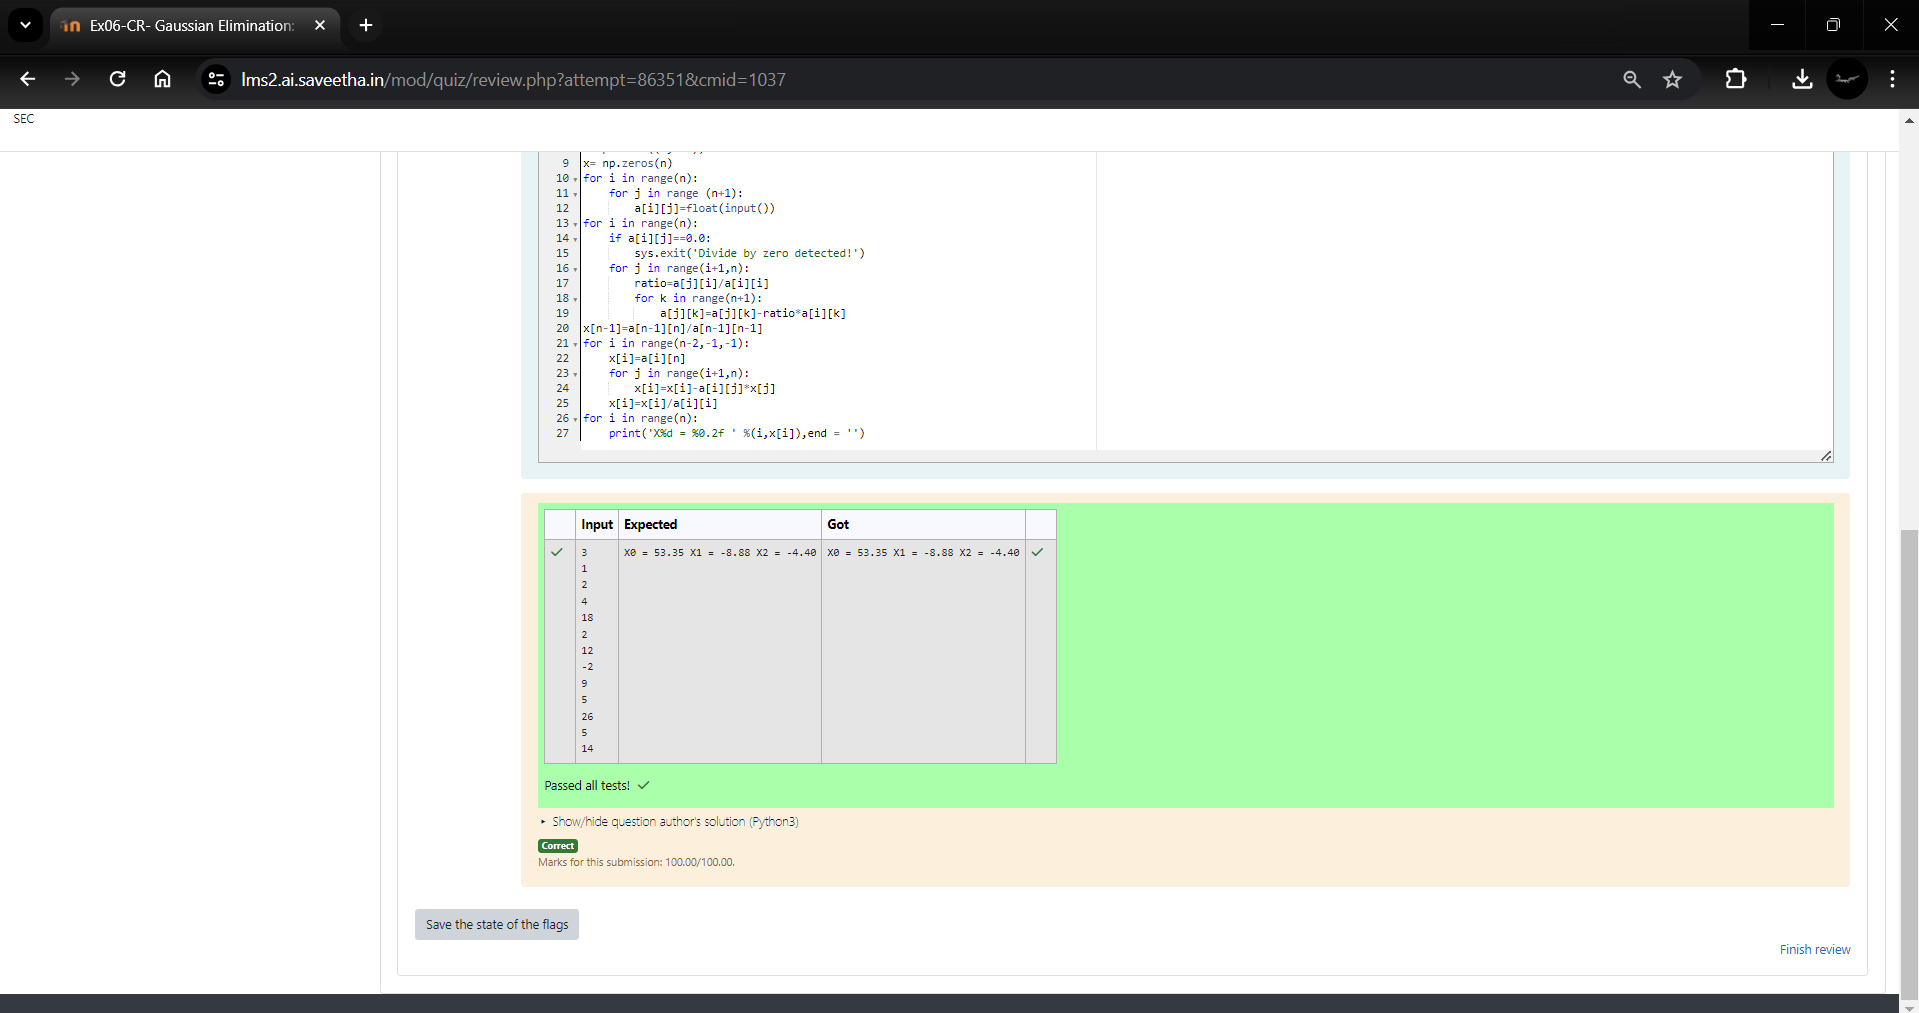 Ex06-CR- Gaussian Elimination:
lms2.ai.saveetha.in/mod/quiz/review.php?attempt=86351&cmid=1037
SEC
9 x= np.zeros(n)
10 for i in range(n):
11 for j in range (n+1):
12 a[i][j]=float(input())
13 for i in range(n):
14 if a[i][j]==0.0:
15 sys.exit('Divide by zero detected!')
16 for j in range(i+1,n):
17 ratio=a[j][i]/a[i][i]
18 for k in range(n+1):
19 a[j][k]=a[j][k]-ratio*a[i][k]
20 x[n-1]=a[n-1][n]/a[n-1][n-1]
21 for i in range(n-2,-1,-1):
22 x[i]=a[i][n]
23 for j in range(i+1,n):
24 x[i]=x[i]-a[i][j]*x[j]
25 x[i]=x[i]/a[i][i]
26 for i in range(n):
27 print('X%d = %0.2f ' %(i,x[i]),end = '')
Input Expected Got
3 X0 = 53.35 X1 = -8.88 X2 = -4.40 X0 = 53.35 X1 = -8.88 X2 = -4.40
1
2
4
18
2
12
-2
9
5
26
5
14
Passed all tests!
Show/hide question author's solution (Python3)
Correct
Marks for this submission: 100.00/100.00.
Save the state of the flags
Finish review